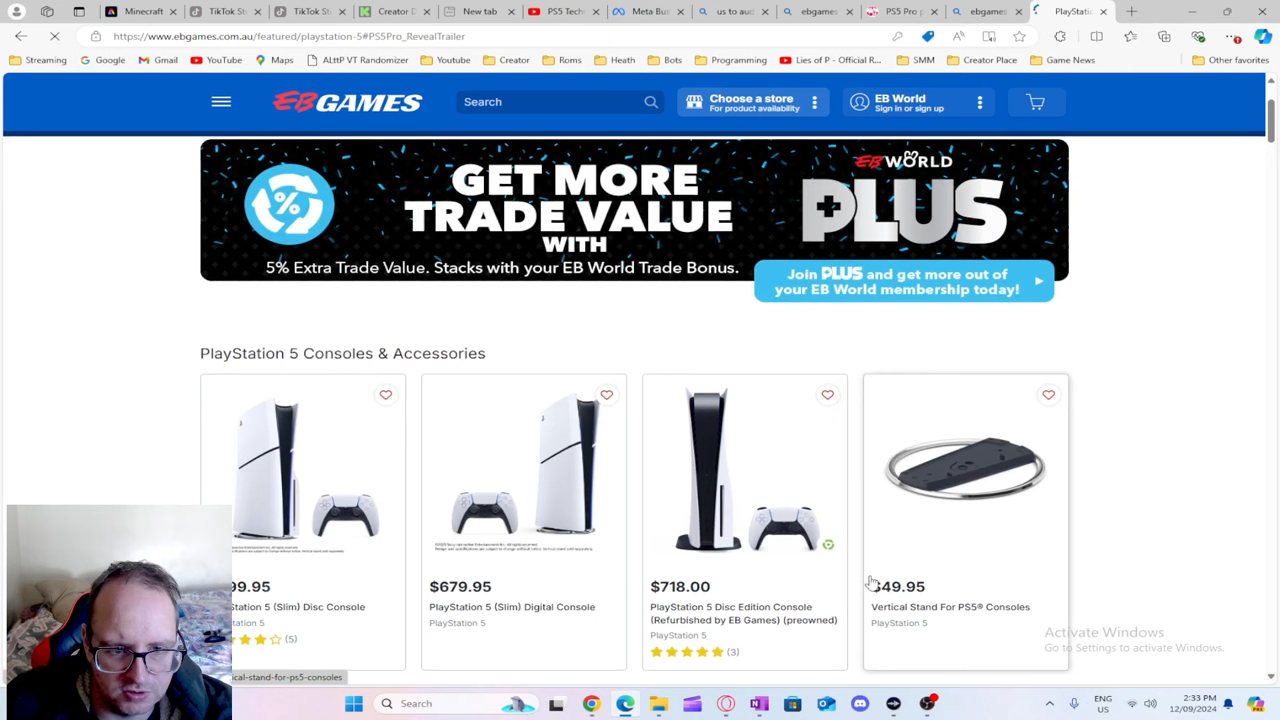 Minecraft
TikTok Stu
TikTok Stu
Creator D
New tab
PS5 Tech
Meta Bus
us to aud
ebgames
PS5 Pro p
ebgames
PlayStatic
https://www.ebgames.com.au/featured/playstation-5#PS5Pro_RevealTrailer
Streaming Google Gmail YouTube Maps ALttP VT Randomizer Youtube Creator Roms Heath Bots Programming Lies of P - Official R... SMM Creator Place Game News Other favorites
EB GAMES
Search
Choose a store
For product availability
EB World
Sign in or sign up
GET MORE
TRADE VALUE
WITH
5% Extra Trade Value. Stacks with your EB World Trade Bonus.
EB WORLD
PLUS
Join PLUS and get more out of
your EB World membership today!
PlayStation 5 Consoles & Accessories
99.95
station 5 (Slim) Disc Console
station 5
(5)
$679.95
PlayStation 5 (Slim) Digital Console
PlayStation 5
$718.00
PlayStation 5 Disc Edition Console
(Refurbished by EB Games) (preowned)
PlayStation 5
(3)
$49.95
Vertical Stand For PS5® Consoles
PlayStation 5
Activate Windows
Go to Settings to activate Windows.
ical-stand-for-ps5-consoles
Search
ENG
US
2:33 PM
12/09/2024